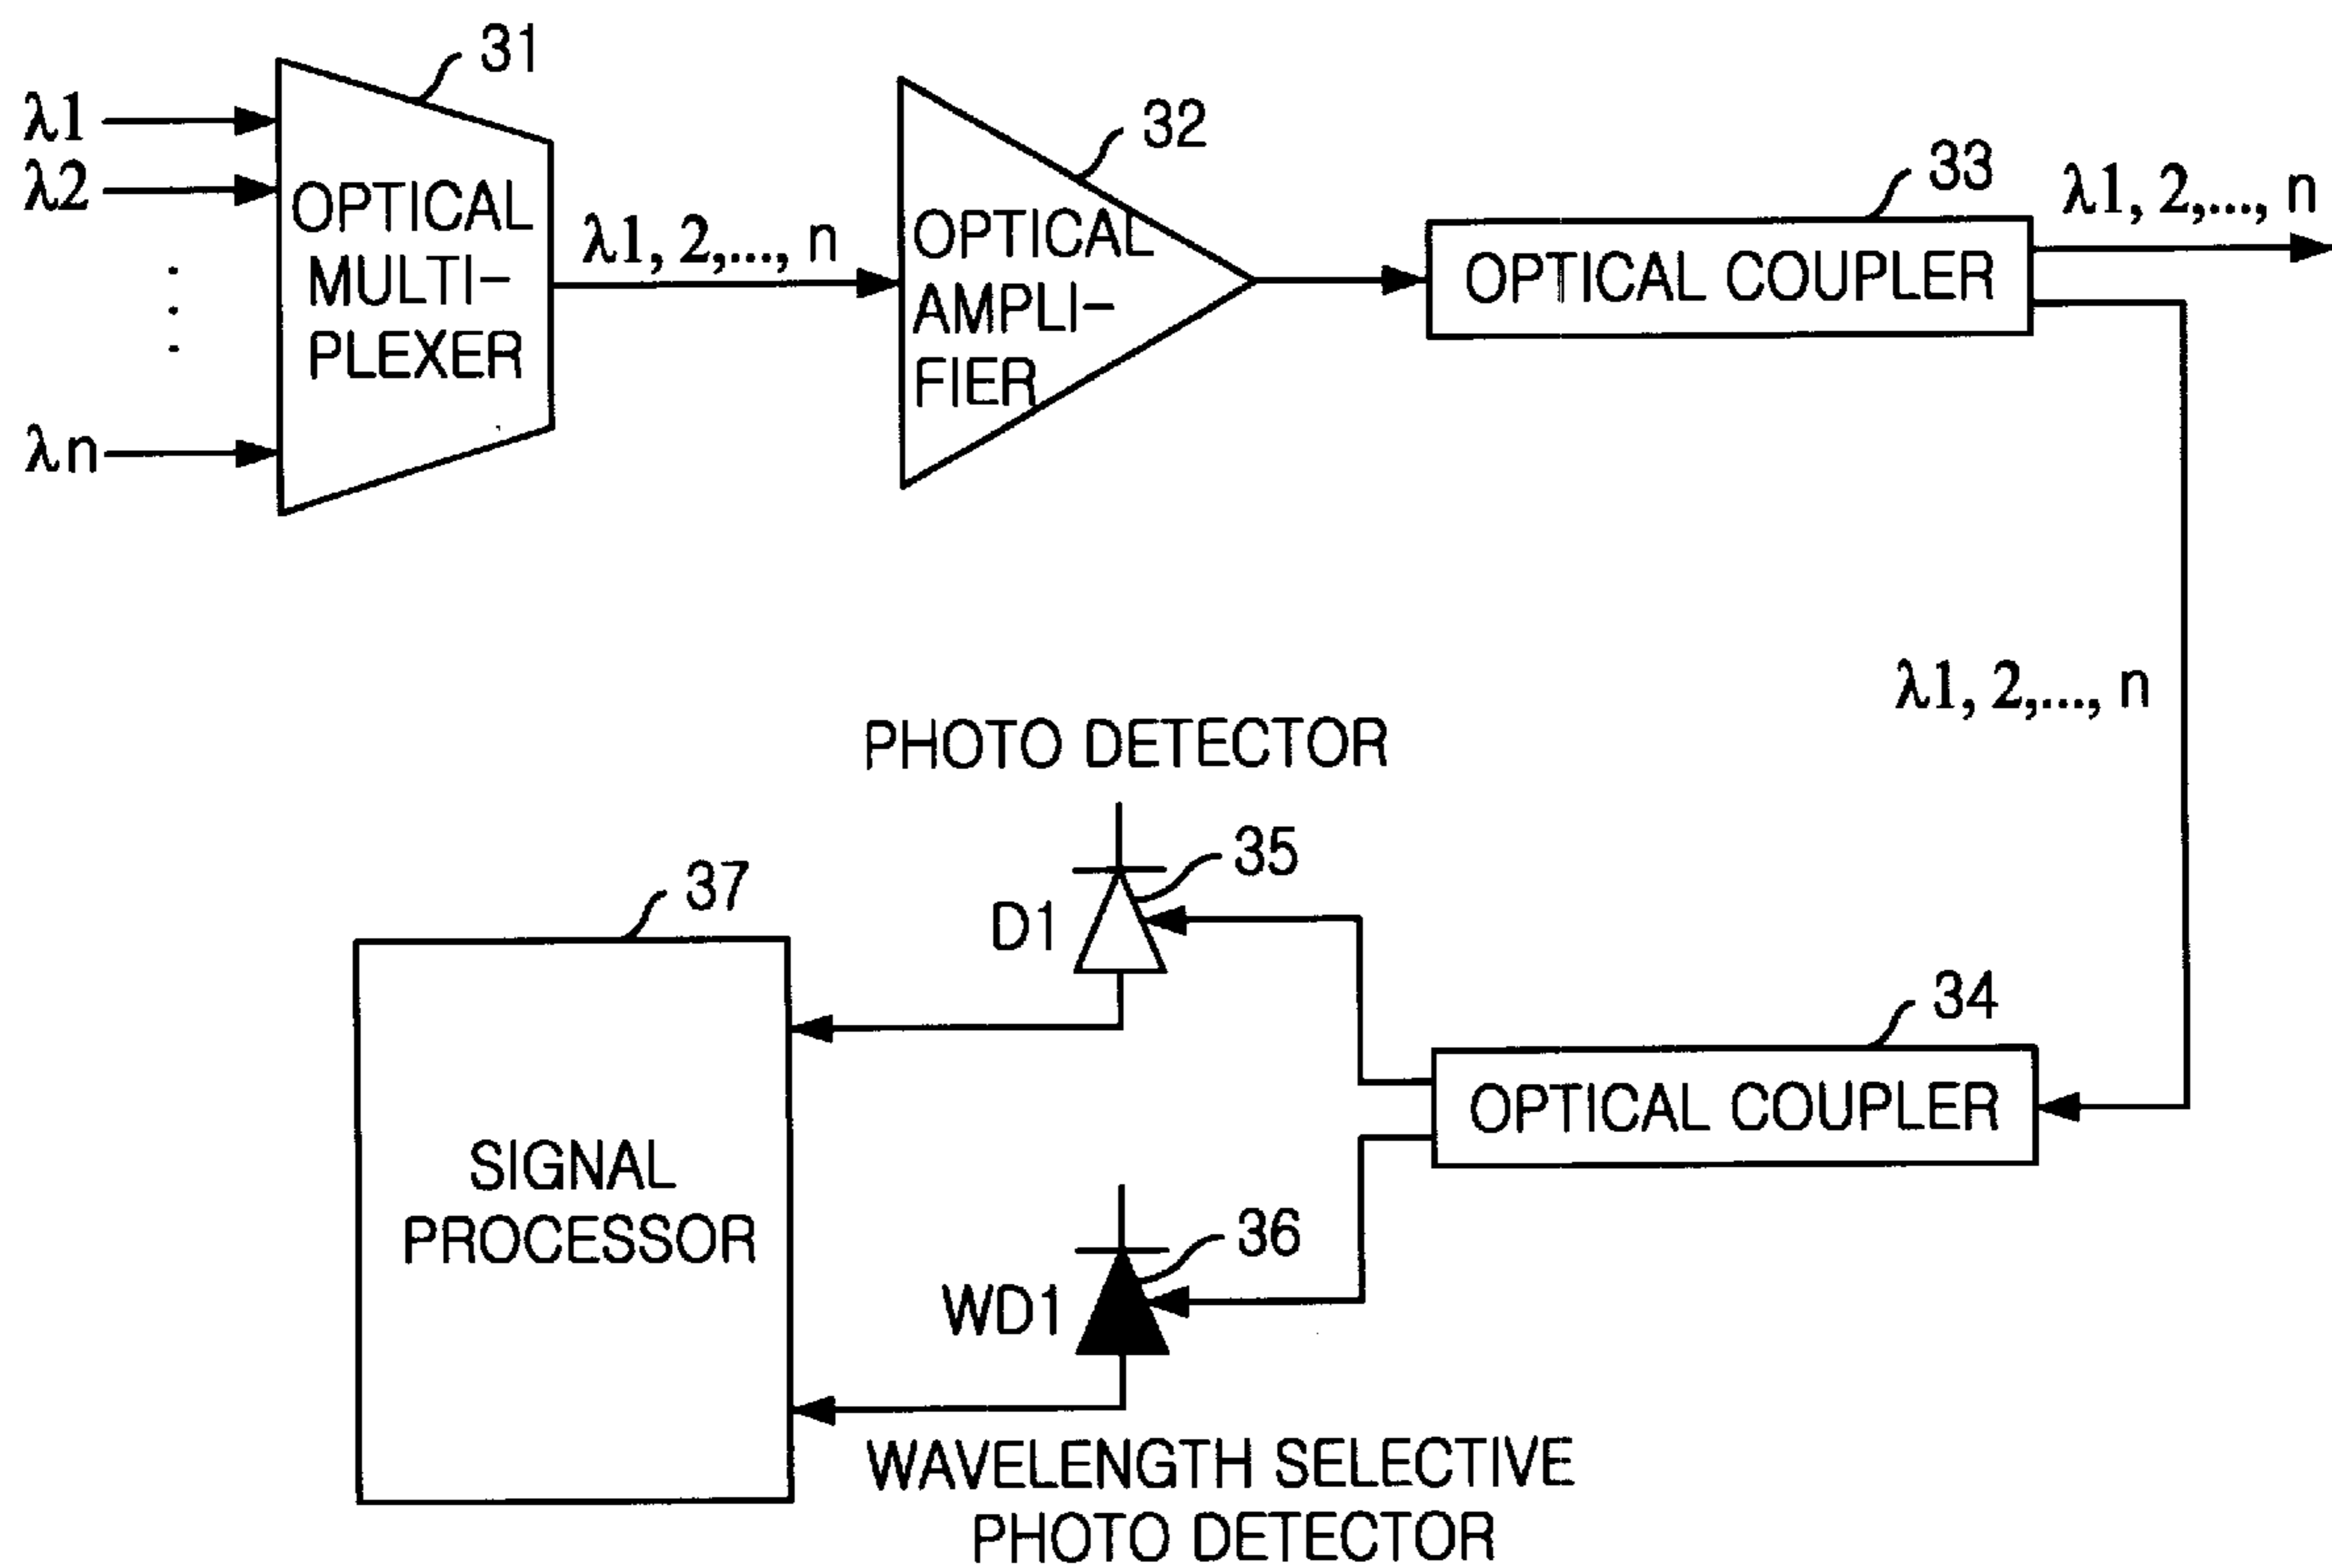 31
λ1
λ2
λn
OPTICAL
MULTI-
PLEXER
λ1, 2,..., n
32
OPTICAL
AMPLI-
FIER
33
OPTICAL COUPLER
λ1, 2,..., n
λ1, 2,..., n
PHOTO DETECTOR
35
D1
37
SIGNAL
PROCESSOR
34
OPTICAL COUPLER
36
WD1
WAVELENGTH SELECTIVE
PHOTO DETECTOR